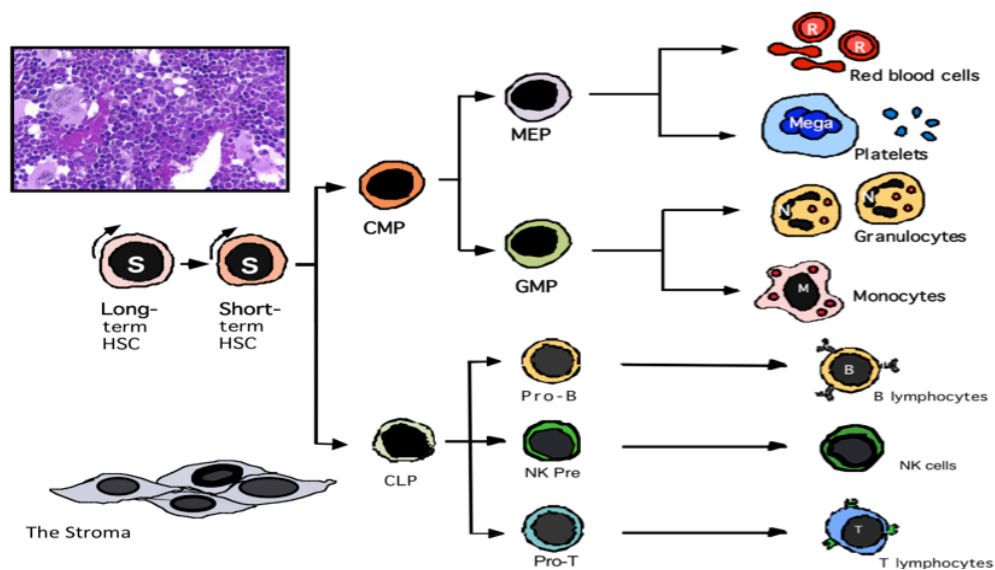 R
R
Red blood cells
Mega
Platelets
MEP
CMP
N
N
Granulocytes
GMP
M
Monocytes
S
S
Long-
term
HSC
Short-
term
HSC
Pro-B
B
B lymphocytes
CLP
NK Pre
NK cells
The Stroma
Pro-T
T
T lymphocytes